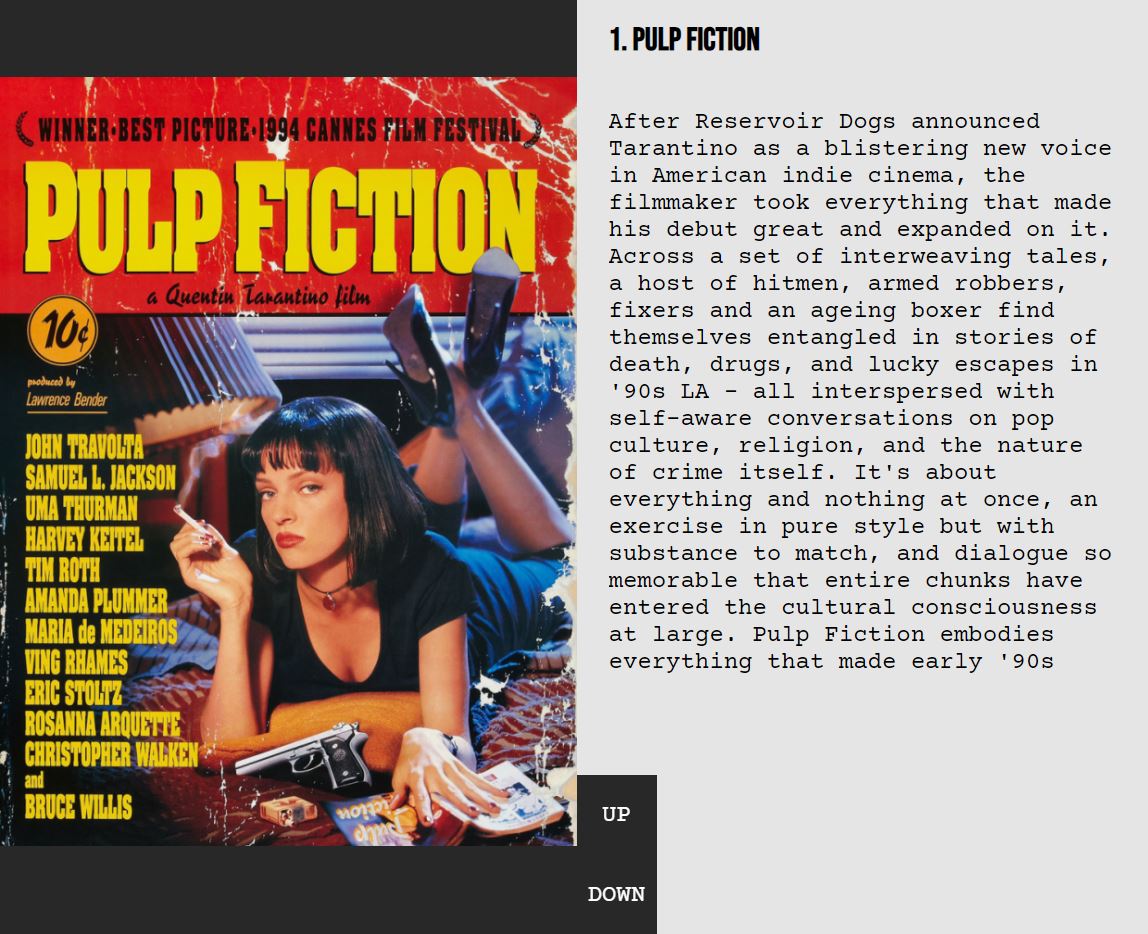 WINNER•BEST PICTURE•1994 CANNES FILM FESTIVAL
PULP FICTION
a Quentin Tarantino film
10¢
produced by
Lawrence Bender
JOHN TRAVOLTA
SAMUEL L. JACKSON
UMA THURMAN
HARVEY KEITEL
TIM ROTH
AMANDA PLUMMER
MARIA de MEDEIROS
VING RHAMES
ERIC STOLTZ
ROSANNA ARQUETTE
CHRISTOPHER WALKEN
and
BRUCE WILLIS
Pulp
Fiction
1. PULP FICTION
After Reservoir Dogs announced
Tarantino as a blistering new voice
in American indie cinema, the
filmmaker took everything that made
his debut great and expanded on it.
Across a set of interweaving tales,
a host of hitmen, armed robbers,
fixers and an ageing boxer find
themselves entangled in stories of
death, drugs, and lucky escapes in
'90s LA – all interspersed with
self-aware conversations on pop
culture, religion, and the nature
of crime itself. It's about
everything and nothing at once, an
exercise in pure style but with
substance to match, and dialogue so
memorable that entire chunks have
entered the cultural consciousness
at large. Pulp Fiction embodies
everything that made early '90s
UP
DOWN